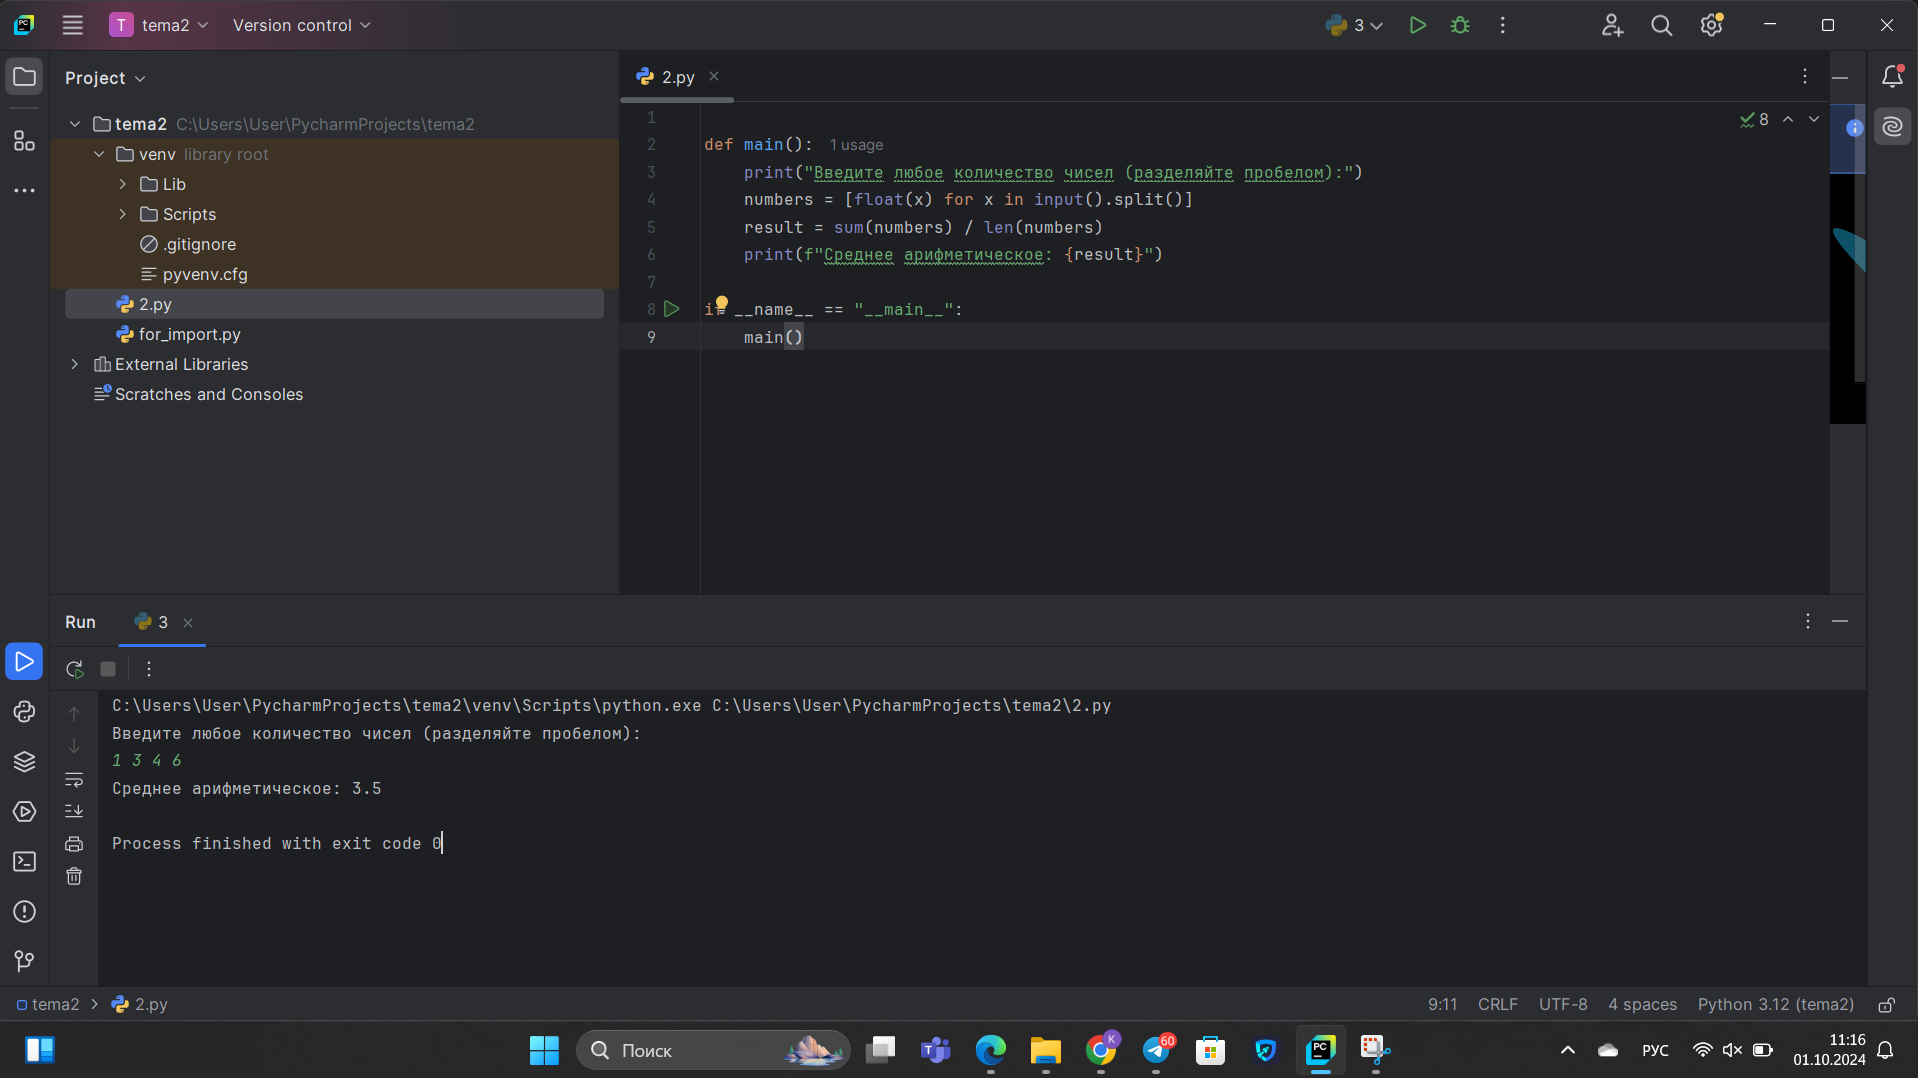 T tema2 Version control 3
Project
tema2 C:\Users\User\PycharmProjects\tema2
venv library root
Lib
Scripts
.gitignore
pyvenv.cfg
2.py
for_import.py
External Libraries
Scratches and Consoles
2.py
8
1
2 def main(): 1 usage
3 print("Введите любое количество чисел (разделяйте пробелом):")
4 numbers = [float(x) for x in input().split()]
5 result = sum(numbers) / len(numbers)
6 print(f"Среднее арифметическое: {result}")
7
8 if __name__ == "__main__":
9 main()
Run 3
C:\Users\User\PycharmProjects\tema2\venv\Scripts\python.exe C:\Users\User\PycharmProjects\tema2\2.py
Введите любое количество чисел (разделяйте пробелом):
1 3 4 6
Среднее арифметическое: 3.5
Process finished with exit code 0
tema2 2.py 9:11 CRLF UTF-8 4 spaces Python 3.12 (tema2)
Поиск
K
60
PC
РУС
11:16
01.10.2024